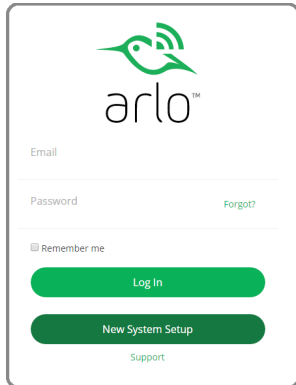 arlo™
Email
Password Forgot?
Remember me
Log In
New System Setup
Support